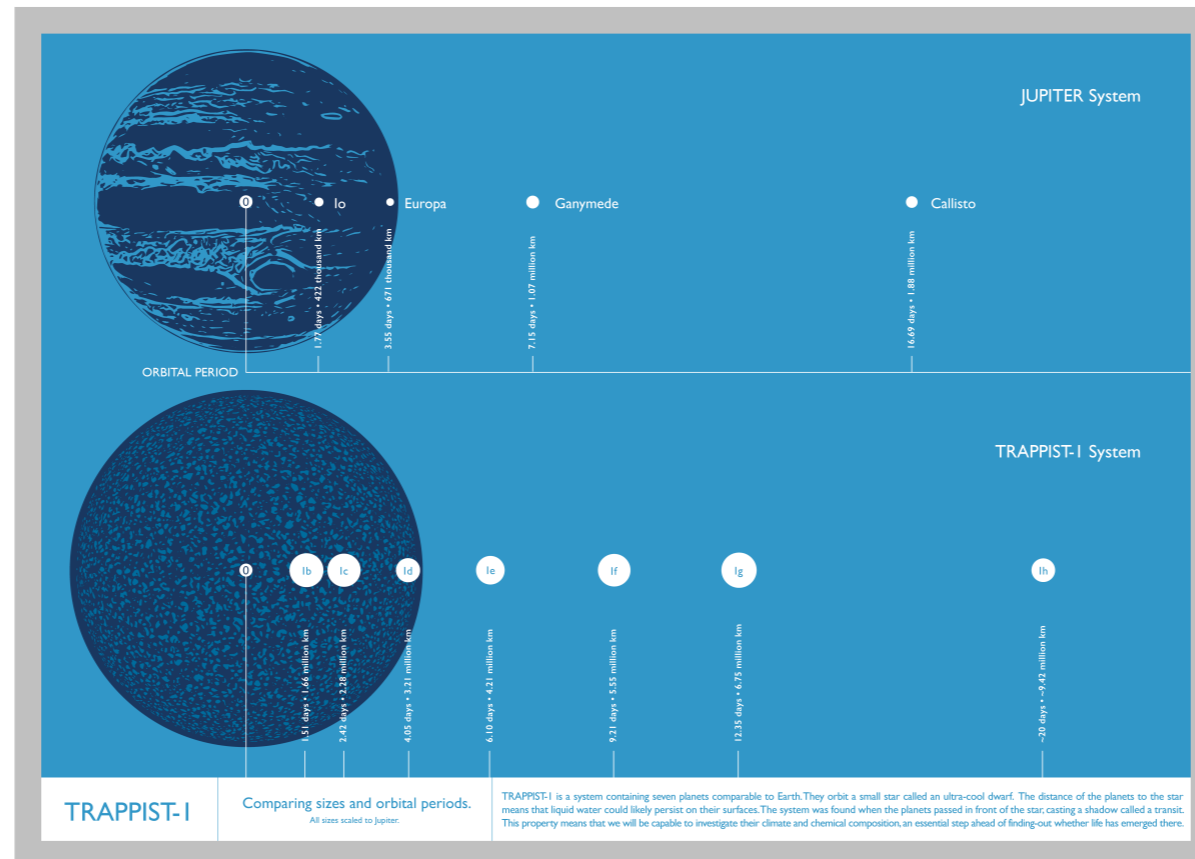 JUPITER System
0
Io
Europa
Ganymede
Callisto
1.77 days • 422 thousand km
3.55 days • 671 thousand km
7.15 days • 1.07 million km
16.69 days • 1.88 million km
ORBITAL PERIOD
TRAPPIST-1 System
0
1b
1c
1d
1e
1f
1g
1h
1.51 days • 1.66 million km
2.42 days • 2.28 million km
4.05 days • 3.21 million km
6.10 days • 4.21 million km
9.21 days • 5.55 million km
12.35 days • 6.75 million km
~20 days • ~9.42 million km
TRAPPIST-1
Comparing sizes and orbital periods.
All sizes scaled to Jupiter.
TRAPPIST-1 is a system containing seven planets comparable to Earth. They orbit a small star called an ultra-cool dwarf. The distance of the planets to the star
means that liquid water could likely persist on their surfaces. The system was found when the planets passed in front of the star, casting a shadow called a transit.
This property means that we will be capable to investigate their climate and chemical composition, an essential step ahead of finding-out whether life has emerged there.